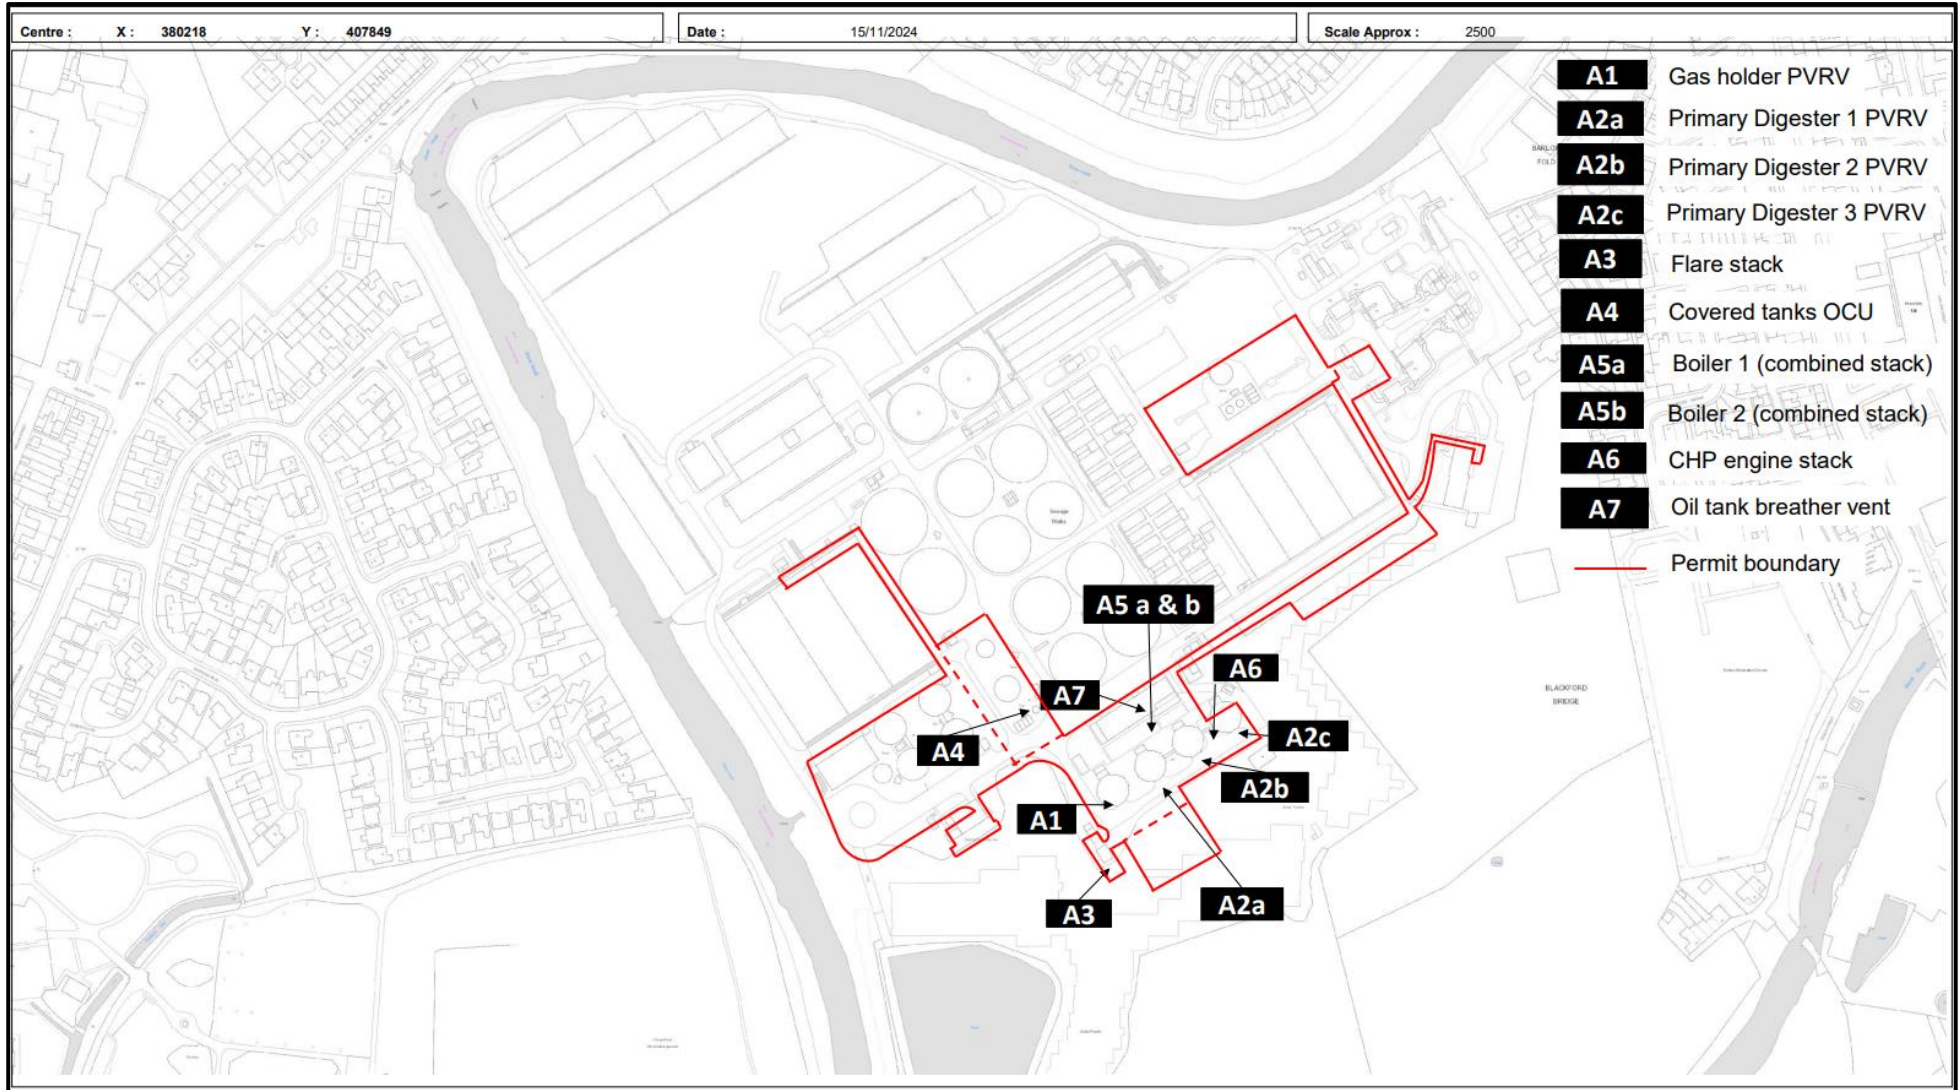 Centre : X : 380218 Y : 407849 Date : 15/11/2024 Scale Approx : 2500
A1 Gas holder PVRV
A2a Primary Digester 1 PVRV
A2b Primary Digester 2 PVRV
A2c Primary Digester 3 PVRV
A3 Flare stack
A4 Covered tanks OCU
A5a Boiler 1 (combined stack)
A5b Boiler 2 (combined stack)
A6 CHP engine stack
A7 Oil tank breather vent
Permit boundary
Sewage
Works
A5 a & b
A6
A7
BLACKFORD
BRIDGE
A4
A2c
A2b
A1
A2a
A3